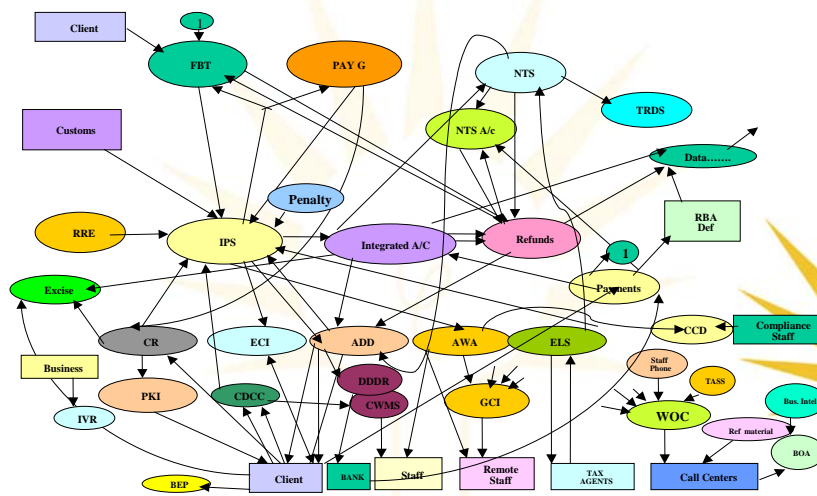 Client
1
FBT
PAY G
NTS
TRDS
NTS A/c
Customs
Data.......
Penalty
RBA
Def
RRE
IPS
Integrated A/C
Refunds
1
Payments
Excise
CCD
Compliance
Staff
CR
ECI
ADD
AWA
ELS
Business
Staff
Phone
TASS
DDDR
PKI
CDCC
CWMS
GCI
Bus. Intel
IVR
WOC
Ref material
BOA
BEP
Client
BANK
Staff
Remote
Staff
TAX
AGENTS
Call Centers